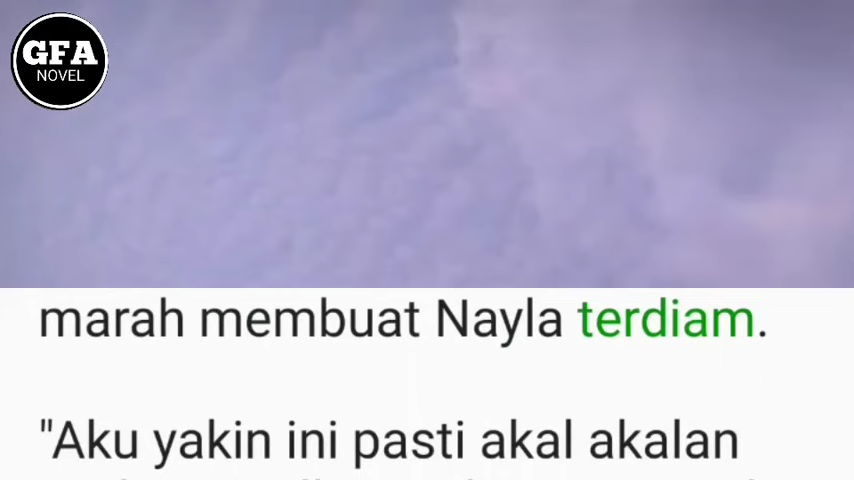 GFA
NOVEL
marah membuat Nayla terdiam.
"Aku yakin ini pasti akal akalan